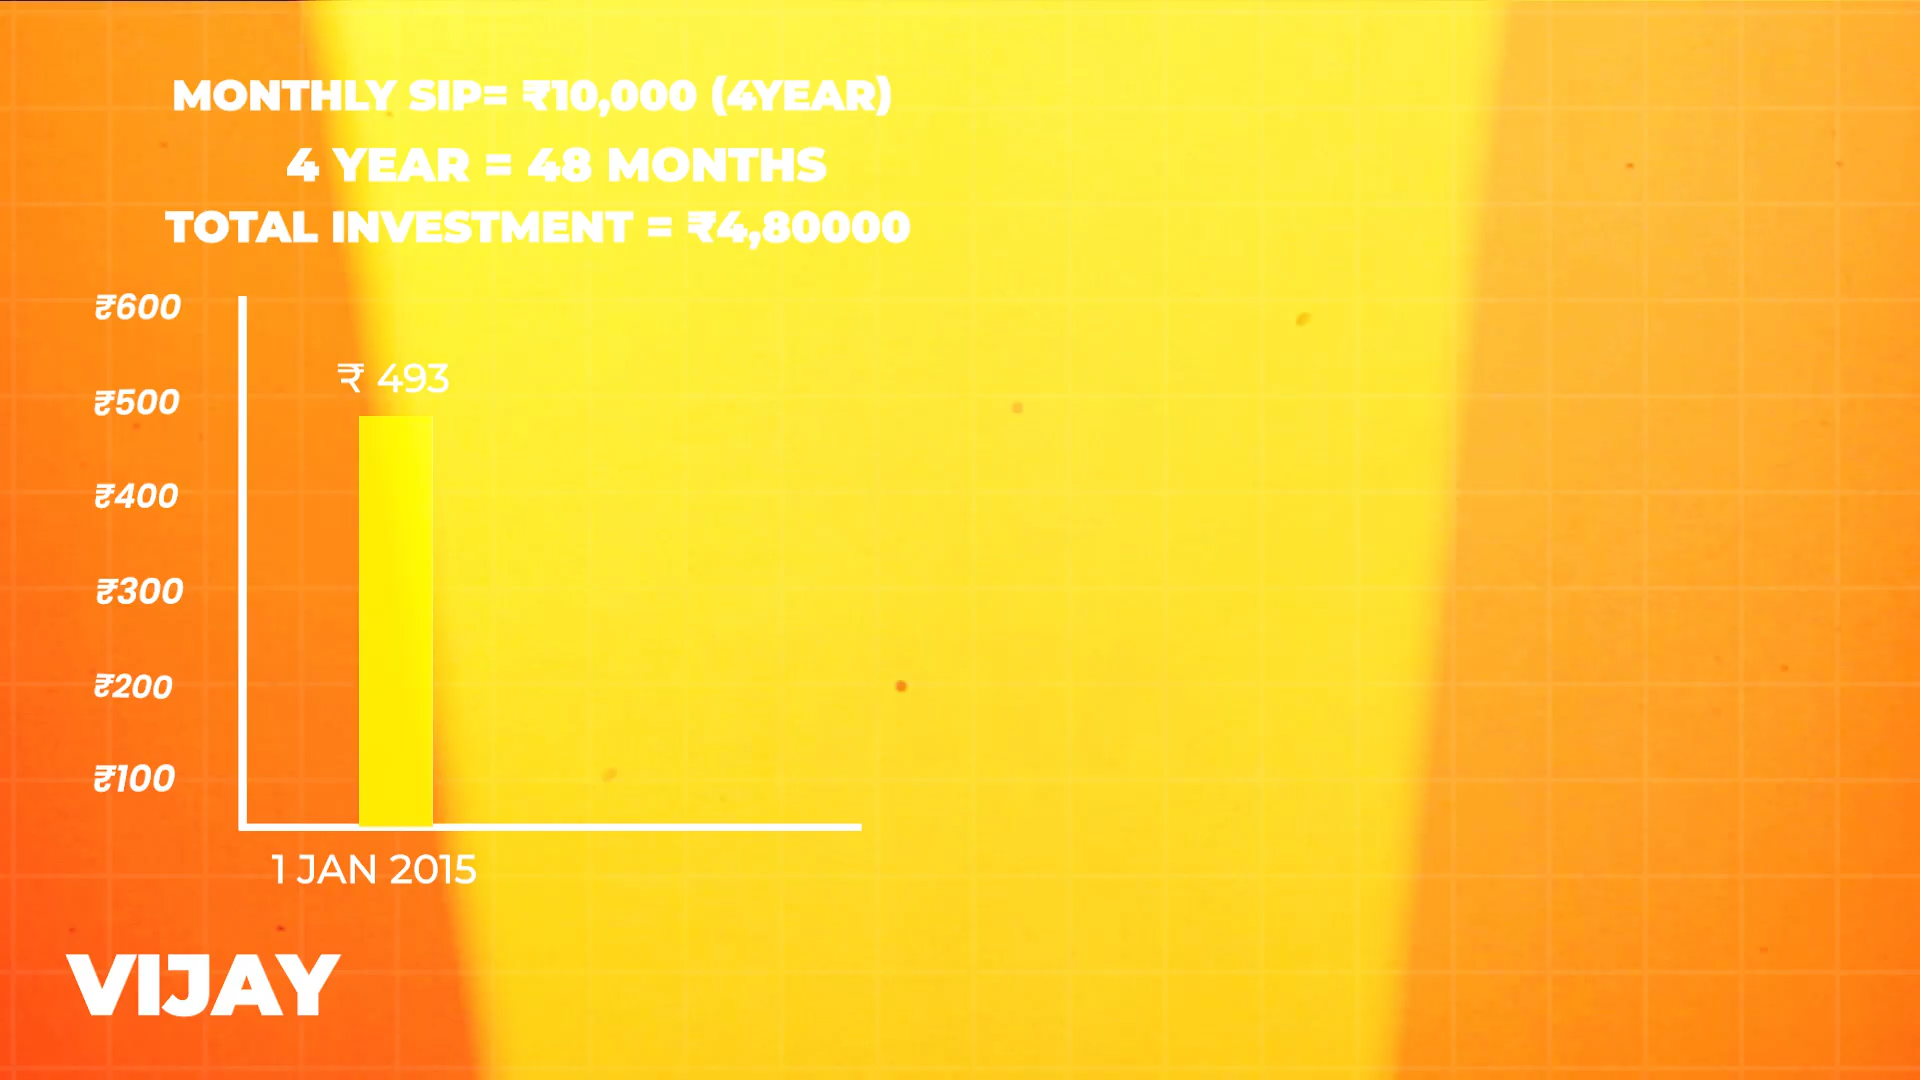 MONTHLY SIP= ₹10,000 (4YEAR)
4 YEAR = 48 MONTHS
TOTAL INVESTMENT = ₹4,80000
₹600
₹ 493
₹500
₹400
₹300
₹200
₹100
1 JAN 2015
VIJAY